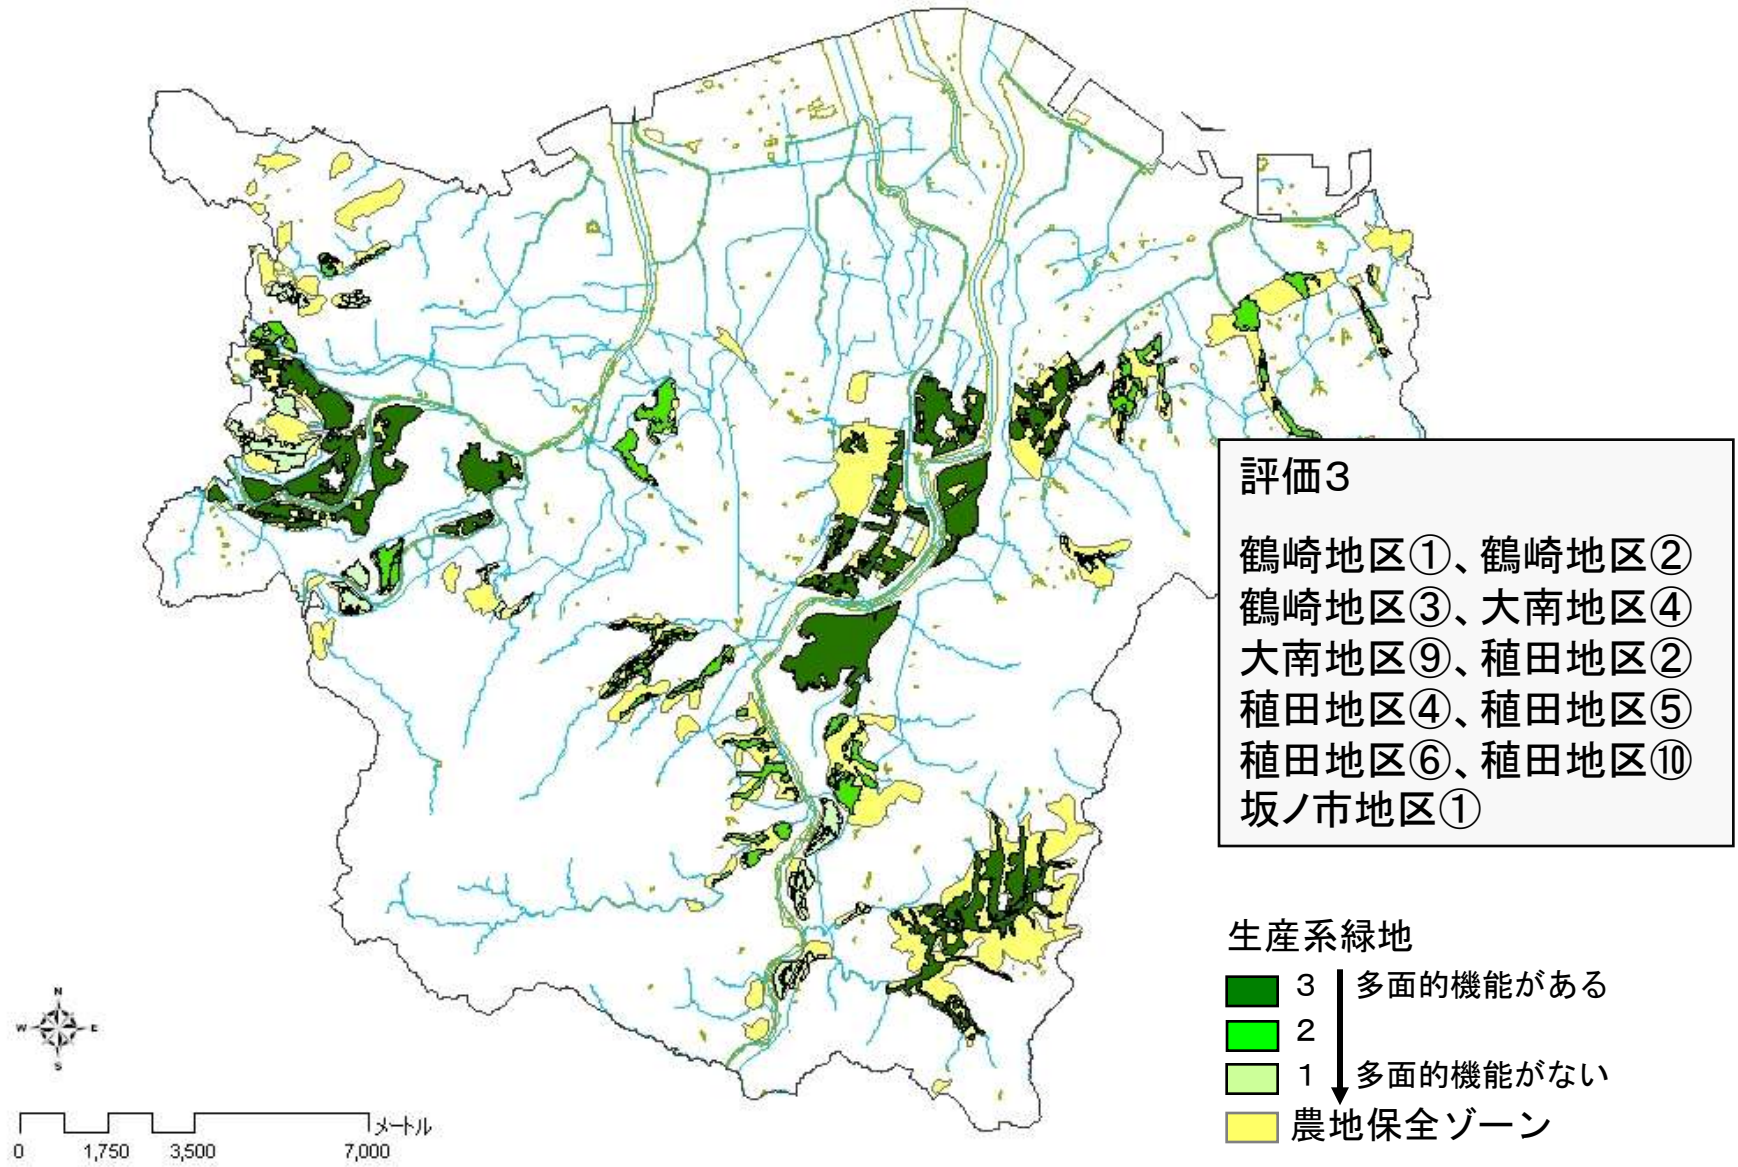 評価3
鶴崎地区①、鶴崎地区②
鶴崎地区③、大南地区④
大南地区⑨、稙田地区②
稙田地区④、稙田地区⑤
稙田地区⑥、稙田地区⑩
坂ノ市地区①
生産系緑地
3 多面的機能がある
2
1 多面的機能がない
農地保全ゾーン
N
W E
S
メートル
0 1,750 3,500 7,000